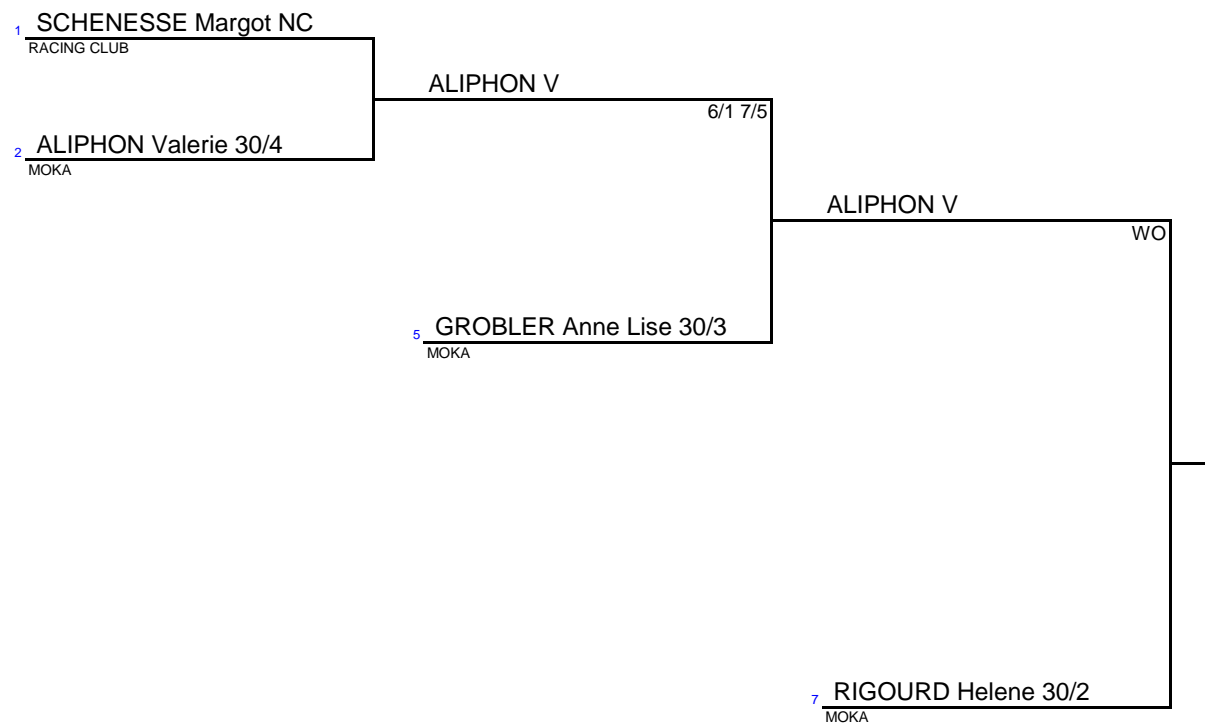 1 SCHENESSE Margot NC
RACING CLUB
ALIPHON V
6/1 7/5
2 ALIPHON Valerie 30/4
MOKA
ALIPHON V
WO
5 GROBLER Anne Lise 30/3
MOKA
7 RIGOURD Helene 30/2
MOKA